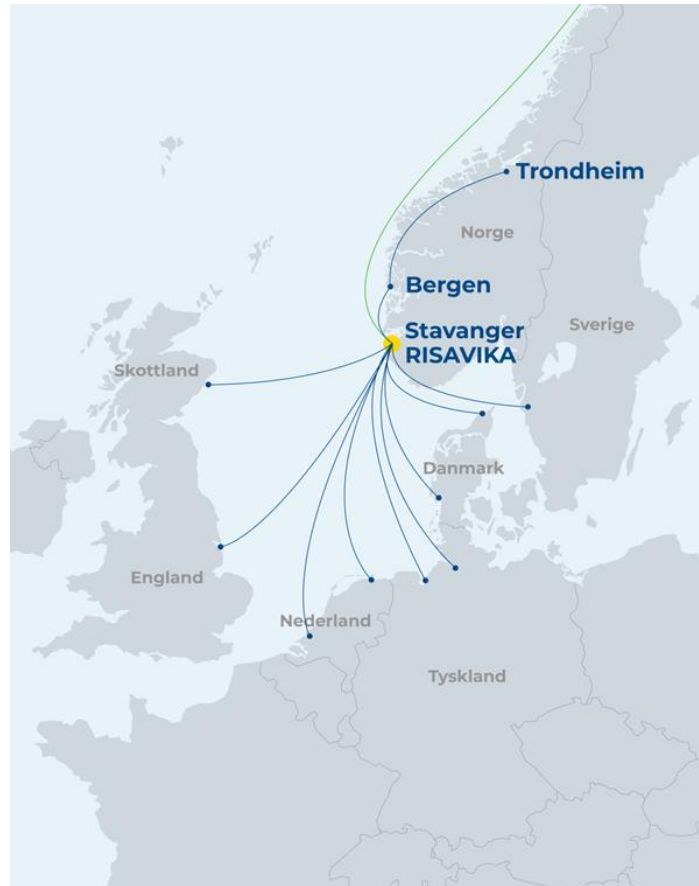 Trondheim
Norge
Bergen
Sverige
Stavanger
RISAVIKA
Skottland
Danmark
England
Nederland
Tyskland